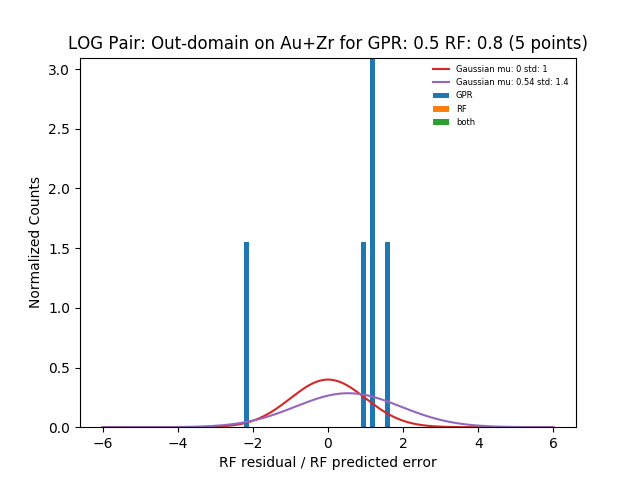 LOG Pair: Out-domain on Au+Zr for GPR: 0.5 RF: 0.8 (5 points)
Gaussian mu: 0 std: 1
Gaussian mu: 0.54 std: 1.4
GPR
RF
both
Normalized Counts
3.0
2.5
2.0
1.5
1.0
0.5
0.0
−6 −4 −2 0 2 4 6
RF residual / RF predicted error